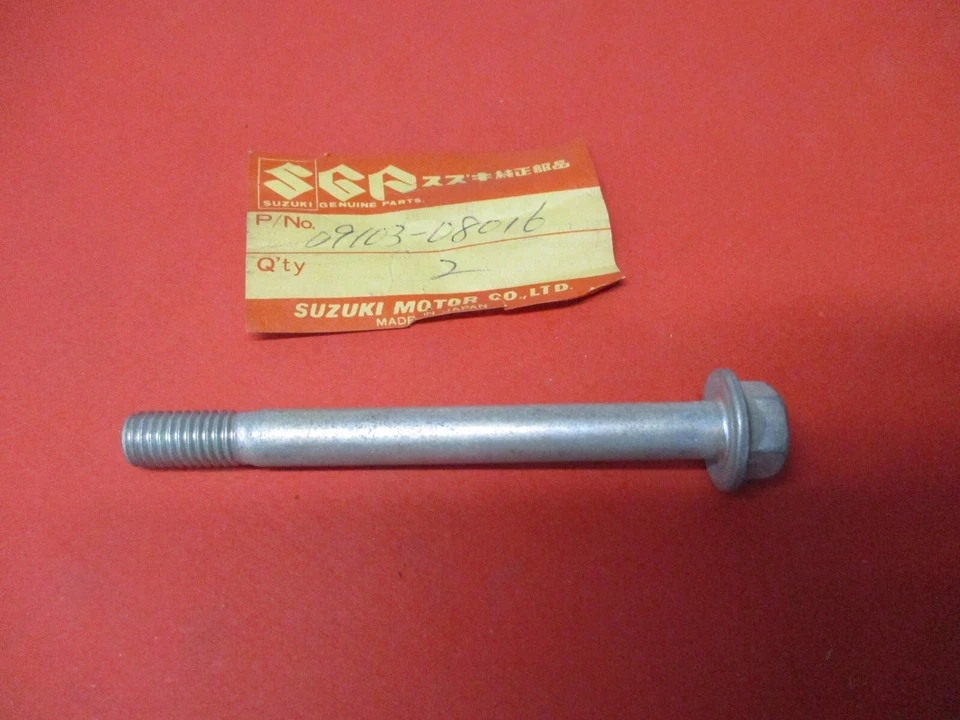 SGP スズキ純正部品
SUZUKI GENUINE PARTS.
P/No. 09103-08016
Q'ty 2
SUZUKI MOTOR CO., LTD.
MADE IN JAPAN